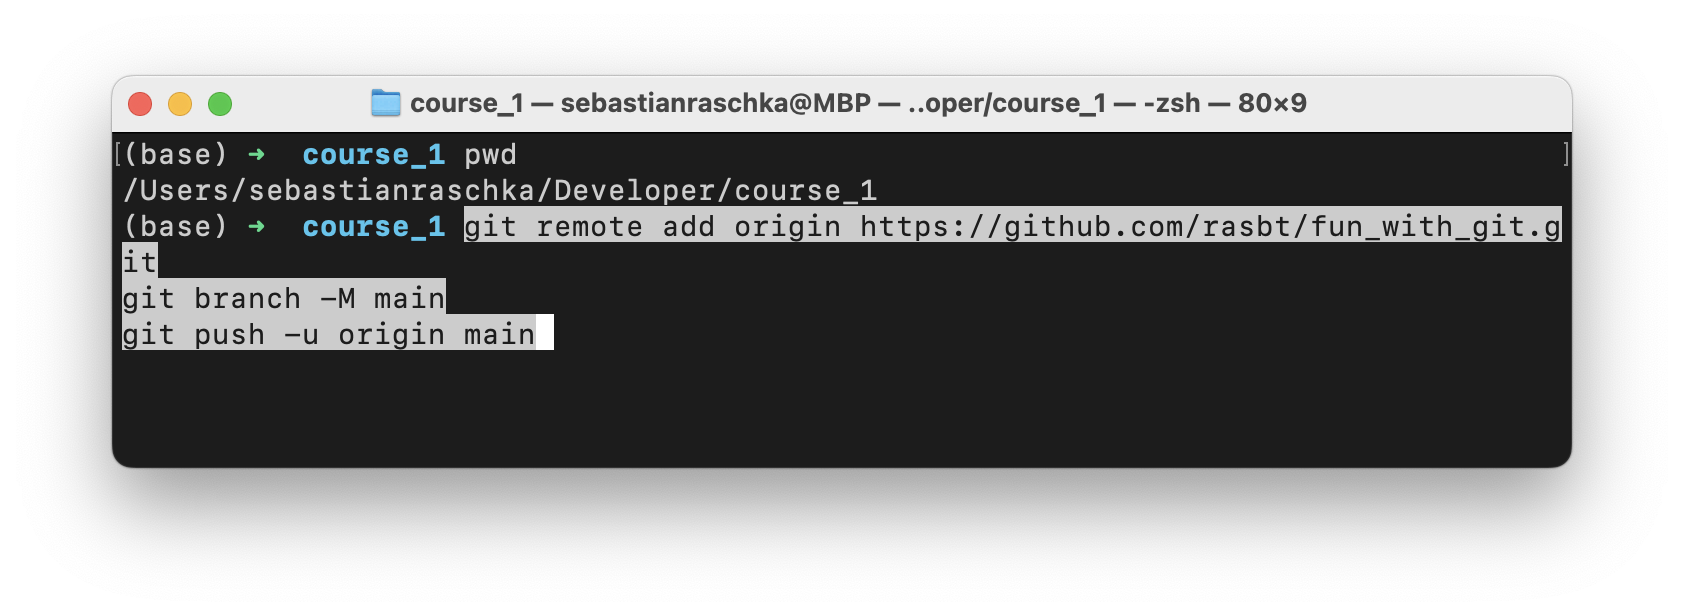 course_1 — sebastianraschka@MBP — ..oper/course_1 — -zsh — 80×9
[(base) ➜  course_1 pwd ]
/Users/sebastianraschka/Developer/course_1
(base) ➜  course_1 git remote add origin https://github.com/rasbt/fun_with_git.g
it
git branch -M main
git push -u origin main